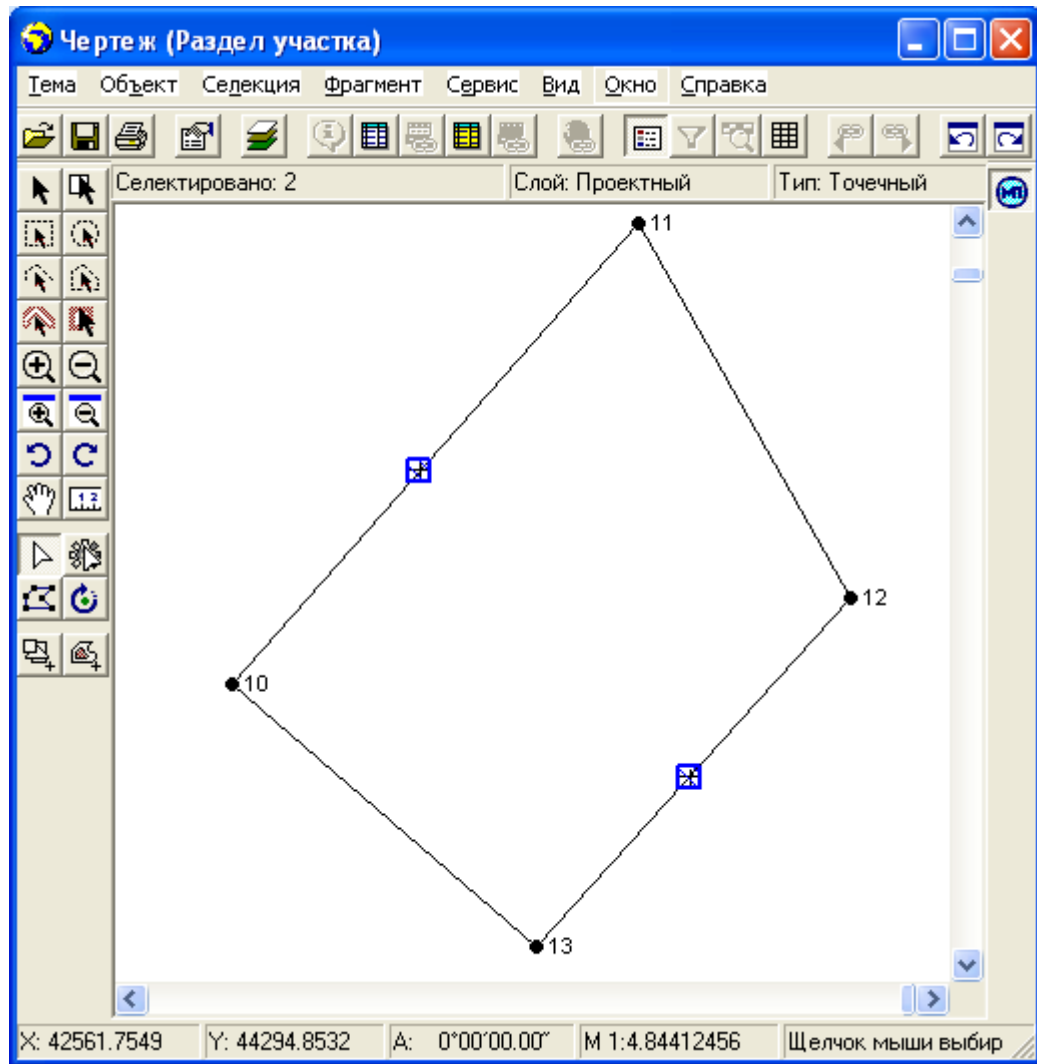 Чертеж (Раздел участка)
Тема Объект Селекция Фрагмент Сервис Вид Окно Справка
Селектировано: 2 Слой: Проектный Тип: Точечный
МП
11
12
10
13
X: 42561.7549 Y: 44294.8532 A: 0°00'00.00" М 1:4.84412456 Щелчок мыши выбир